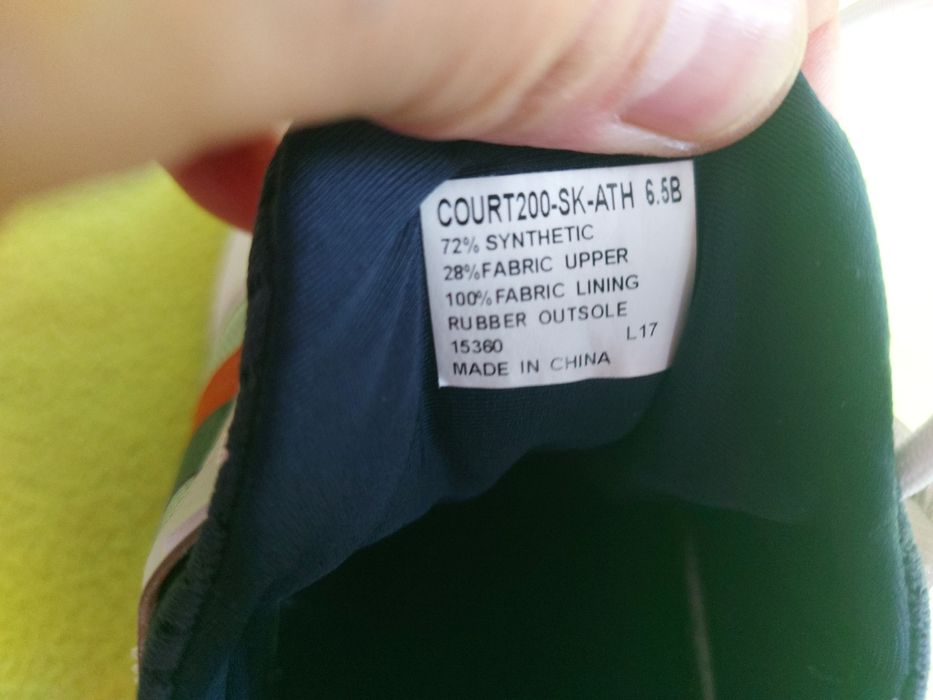 COURT200-SK-ATH 6.5B
72% SYNTHETIC
28%FABRIC UPPER
100%FABRIC LINING
RUBBER OUTSOLE
15360 L17
MADE IN CHINA